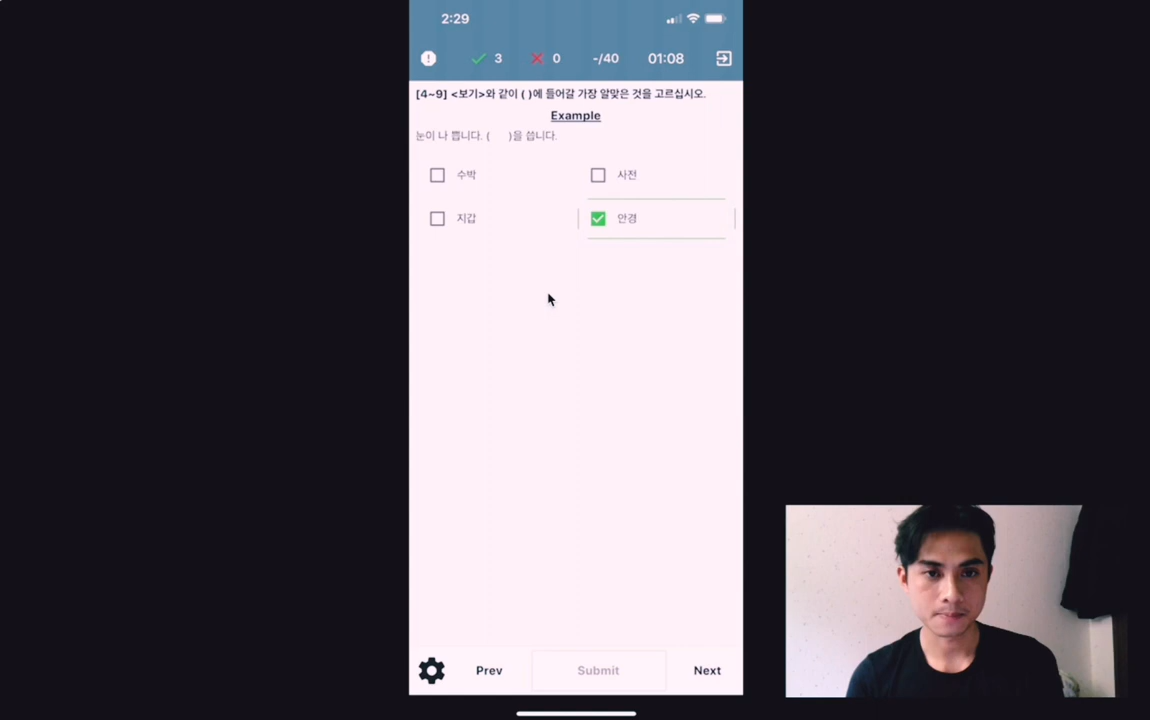 2:29
3 0 -/40 01:08
[4~9] <보기>와 같이 ( )에 들어갈 가장 알맞은 것을 고르십시오.
Example
눈이 나 쁩니다. ( )을 씁니다.
수박 사전
지갑 안경
Prev Submit Next